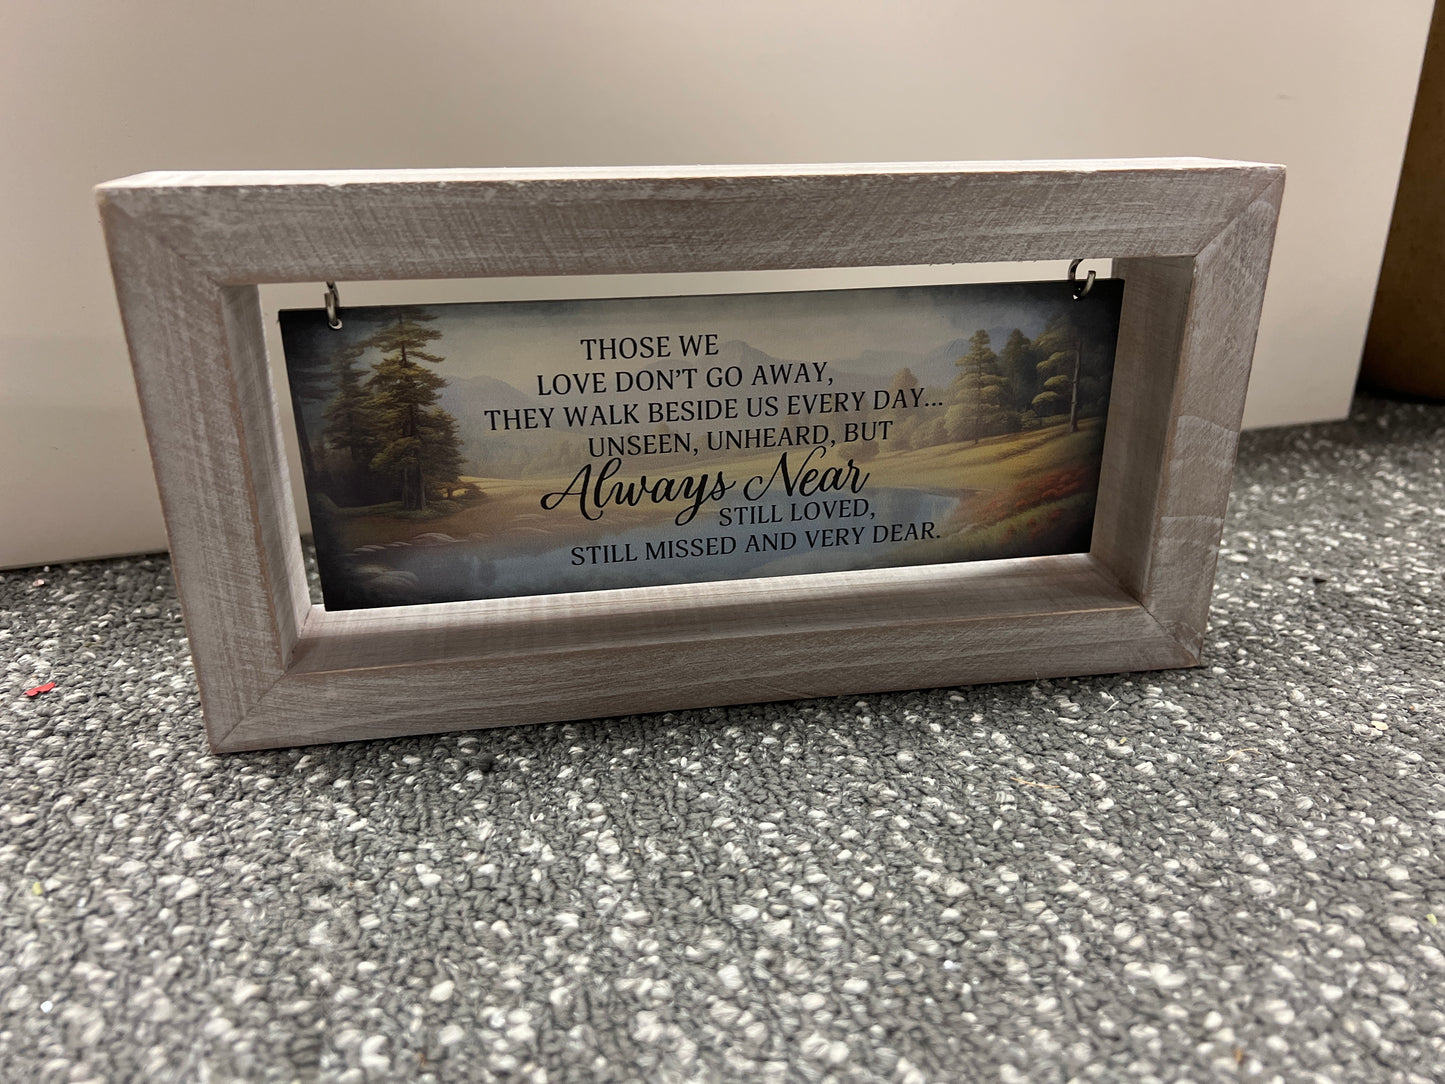 THOSE WE
LOVE DON'T GO AWAY,
THEY WALK BESIDE US EVERY DAY...
UNSEEN, UNHEARD, BUT
Always Near
STILL LOVED,
STILL MISSED AND VERY DEAR.